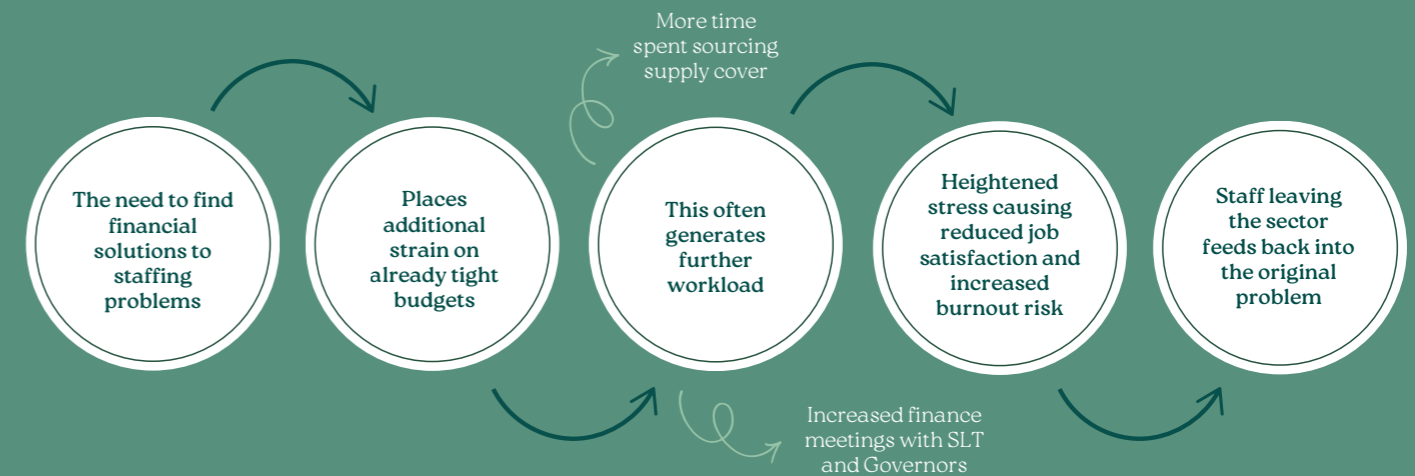 More time
spent sourcing
supply cover
The need to find
financial
solutions to
staffing
problems
Places
additional
strain on
already tight
budgets
This often
generates
further
workload
Heightened
stress causing
reduced job
satisfaction and
increased
burnout risk
Staff leaving
the sector
feeds back into
the original
problem
Increased finance
meetings with SLT
and Governors